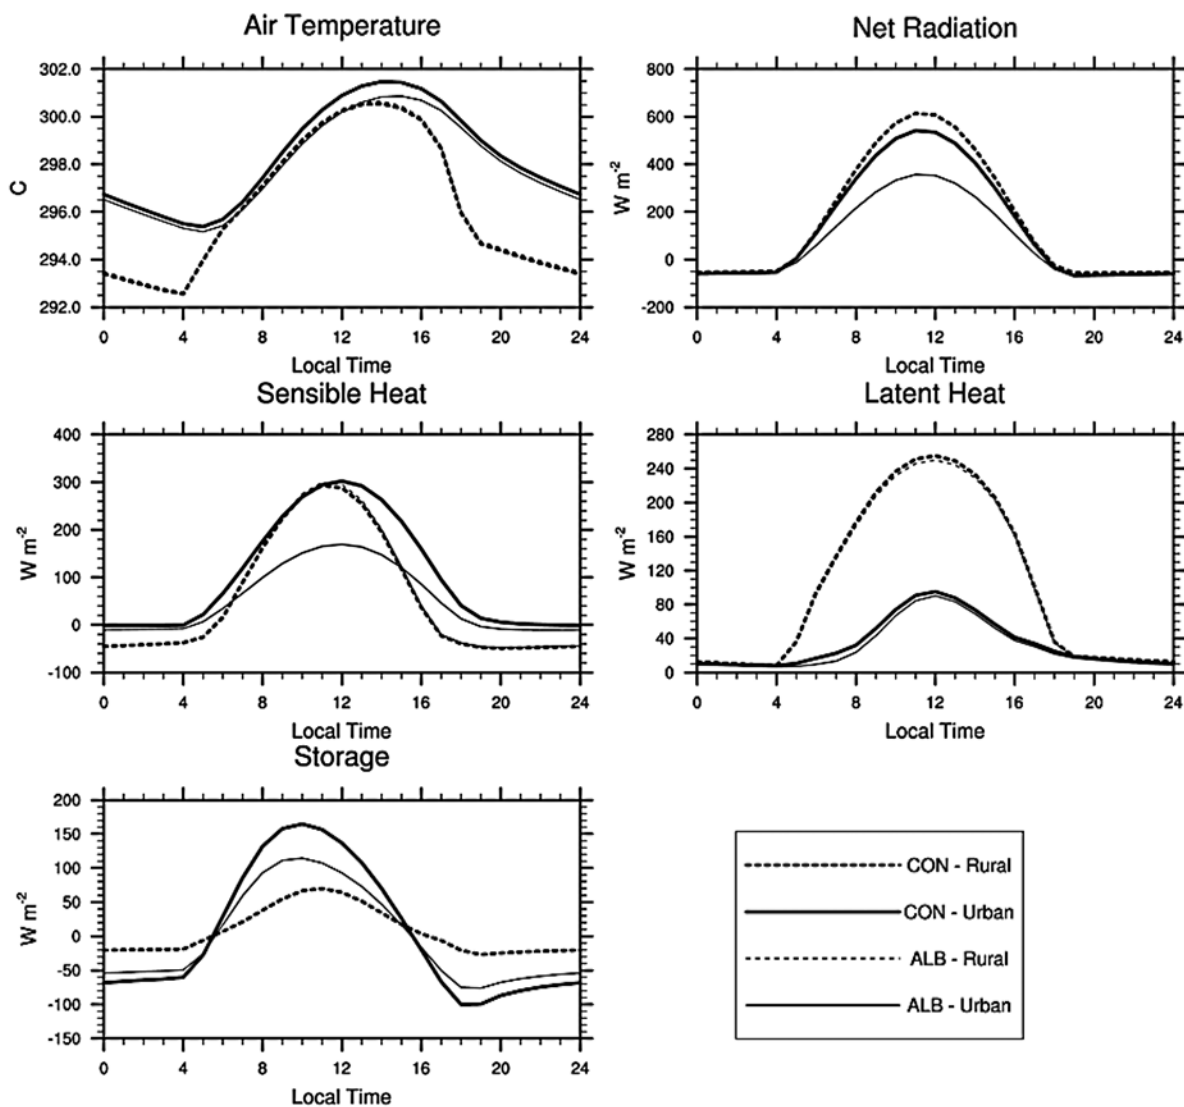 Air Temperature
302.0
300.0
298.0
296.0
294.0
292.0
C
0 4 8 12 16 20 24
Local Time
Net Radiation
800
600
400
200
0
-200
W m-2
0 4 8 12 16 20 24
Local Time
Sensible Heat
400
300
200
100
0
-100
W m-2
0 4 8 12 16 20 24
Local Time
Latent Heat
280
240
200
160
120
80
40
0
W m-2
0 4 8 12 16 20 24
Local Time
Storage
200
150
100
50
0
-50
-100
-150
W m-2
0 4 8 12 16 20 24
Local Time
CON - Rural
CON - Urban
ALB - Rural
ALB - Urban